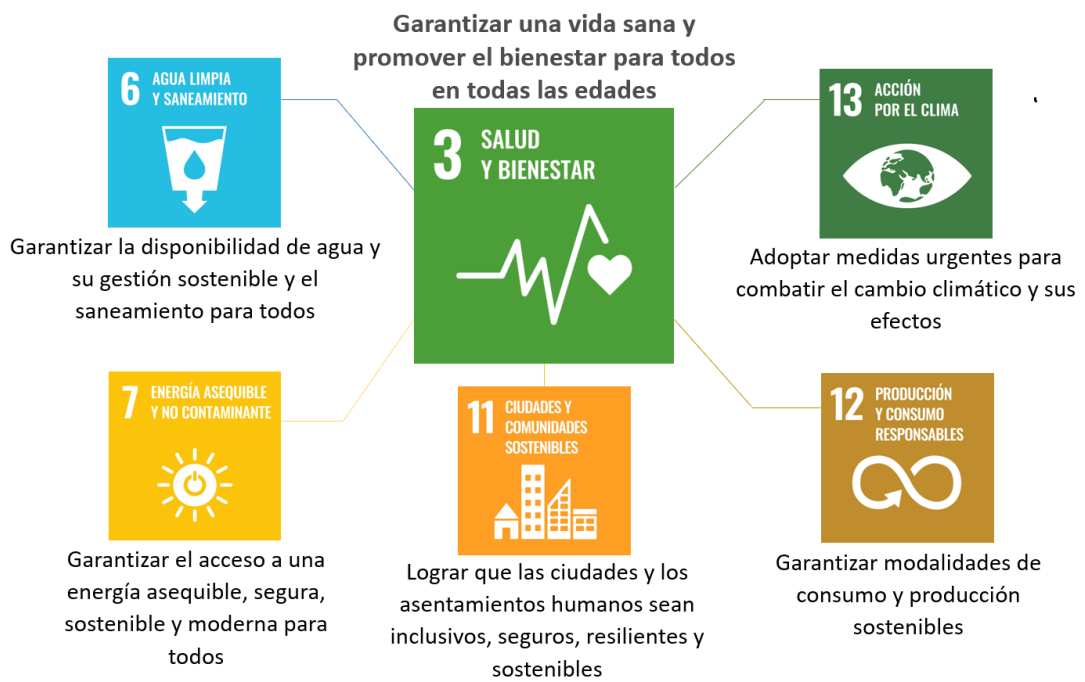 Garantizar una vida sana y
promover el bienestar para todos
en todas las edades
6 AGUA LIMPIA
Y SANEAMIENTO
Garantizar la disponibilidad de agua y
su gestión sostenible y el
saneamiento para todos
3 SALUD
Y BIENESTAR
13 ACCIÓN
POR EL CLIMA
Adoptar medidas urgentes para
combatir el cambio climático y sus
efectos
7 ENERGÍA ASEQUIBLE
Y NO CONTAMINANTE
Garantizar el acceso a una
energía asequible, segura,
sostenible y moderna para
todos
11 CIUDADES Y
COMUNIDADES
SOSTENIBLES
Lograr que las ciudades y los
asentamientos humanos sean
inclusivos, seguros, resilientes y
sostenibles
12 PRODUCCIÓN
Y CONSUMO
RESPONSABLES
Garantizar modalidades de
consumo y producción
sostenibles